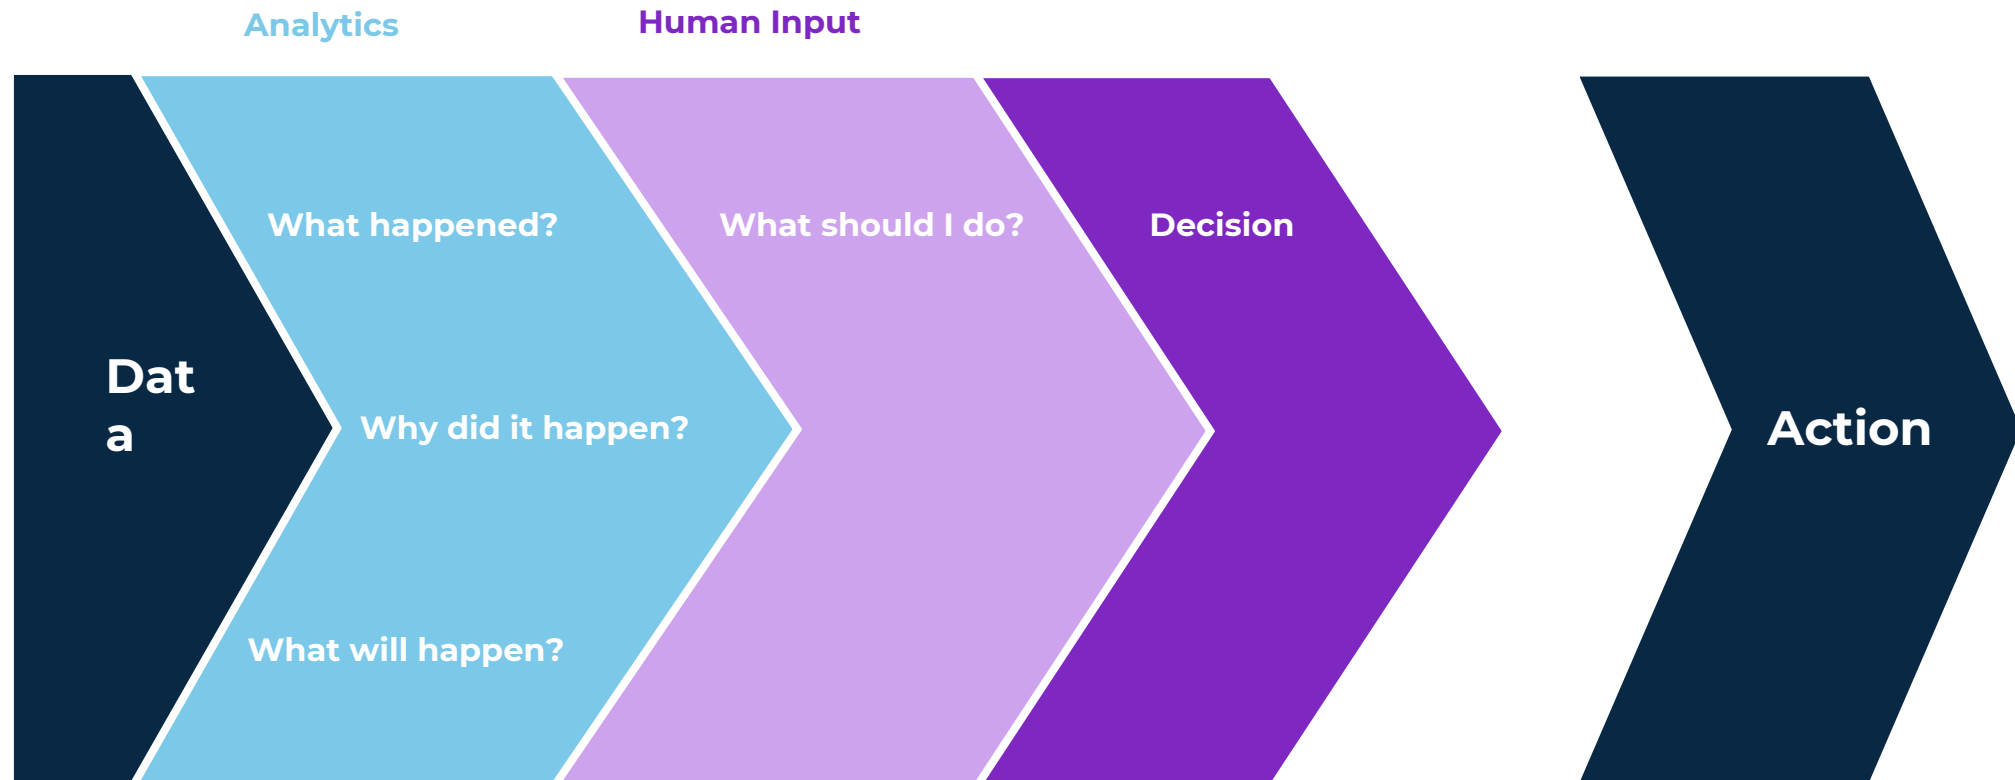 Analytics
Human Input
What happened?
What should I do?
Decision
Dat
a
Why did it happen?
Action
What will happen?